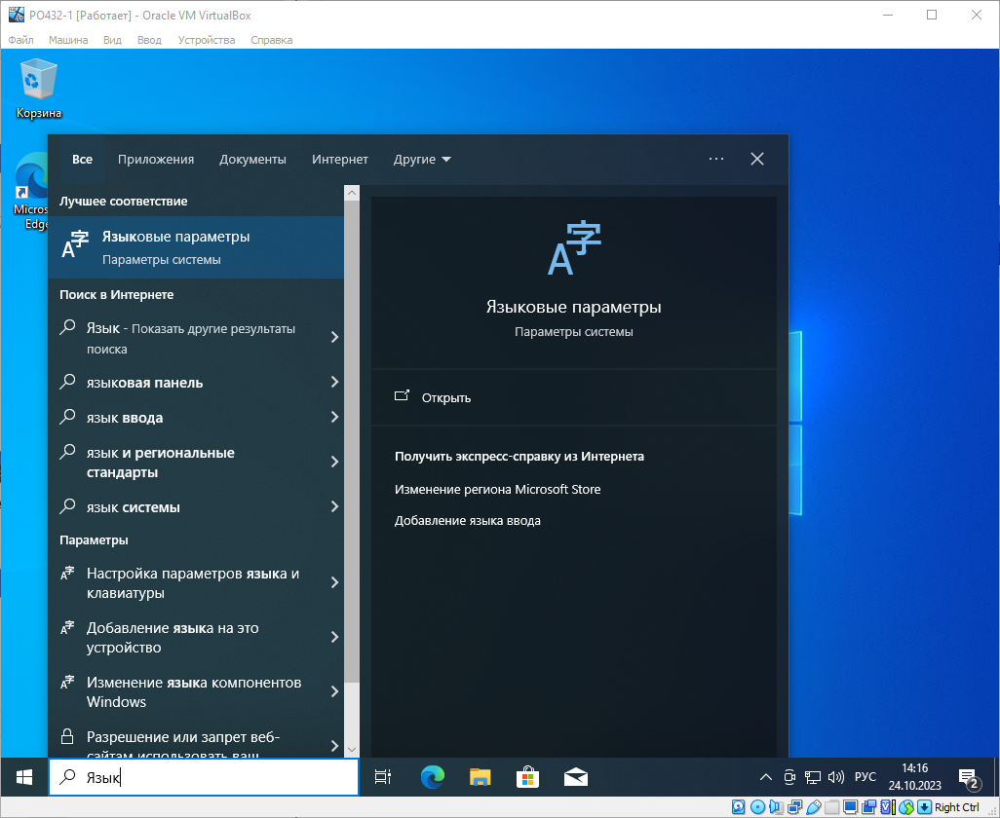 РО432-1 [Работает] - Oracle VM VirtualBox
Файл Машина Вид Ввод Устройства Справка
Корзина
Все Приложения Документы Интернет Другие
Micros
Edge
Лучшее соответствие
Языковые параметры
Параметры системы
Поиск в Интернете
Язык - Показать другие результаты
поиска
языковая панель
язык ввода
язык и региональные
стандарты
язык системы
Параметры
Настройка параметров языка и
клавиатуры
Добавление языка на это
устройство
Изменение языка компонентов
Windows
Разрешение или запрет веб-
сайтам использовать ваш
Языковые параметры
Параметры системы
Открыть
Получить экспресс-справку из Интернета
Изменение региона Microsoft Store
Добавление языка ввода
Язык
РУС
14:16
24.10.2023
2
Right Ctrl